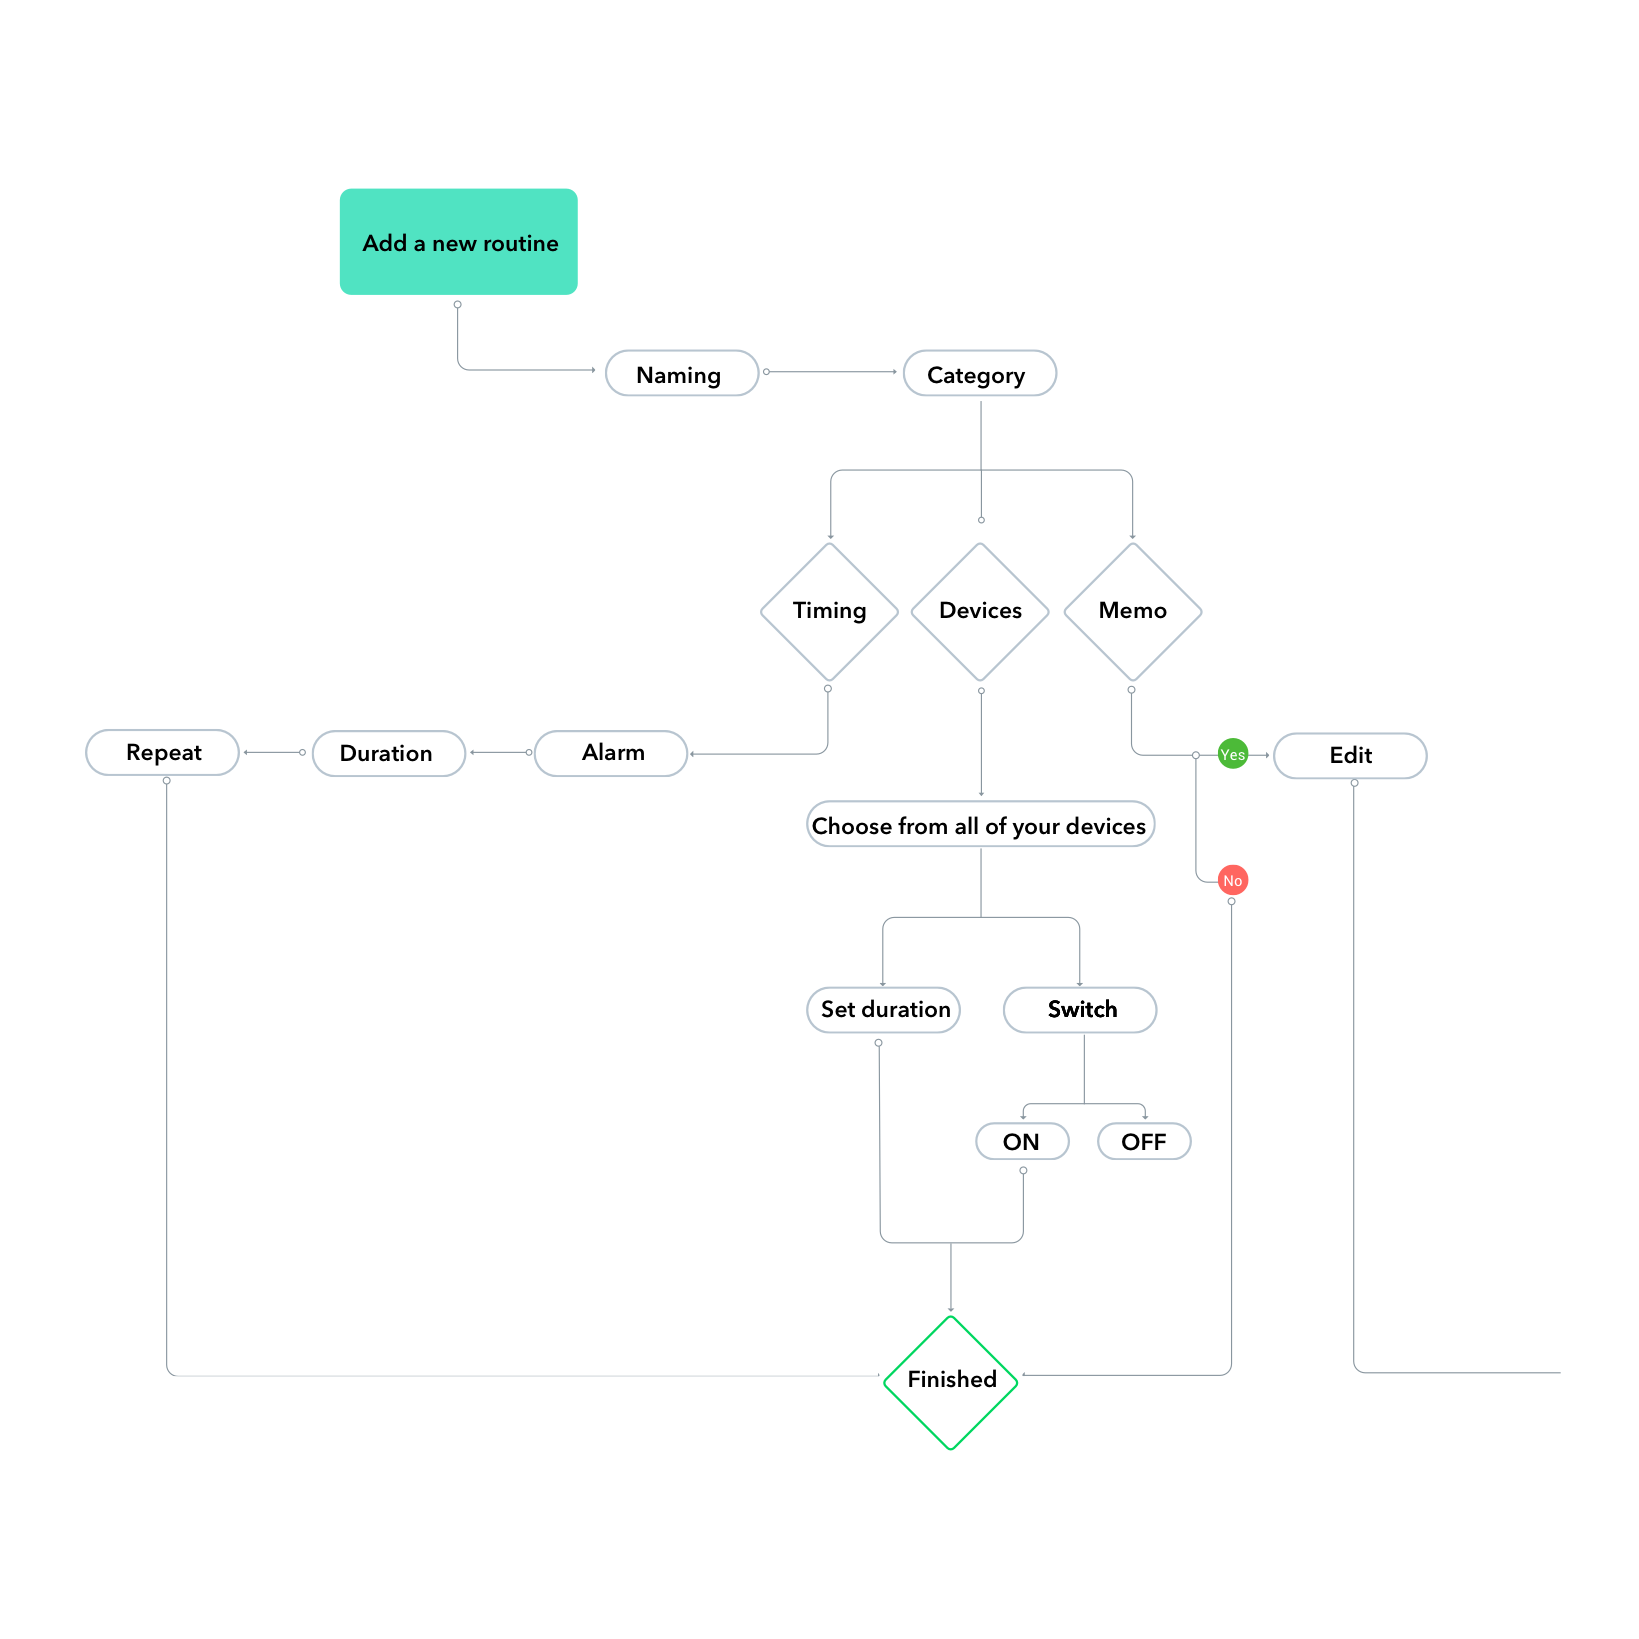 Add a new routine
Naming
Category
Timing
Devices
Memo
Repeat
Duration
Alarm
Yes
Edit
Choose from all of your devices
No
Set duration
Switch
ON
OFF
Finished